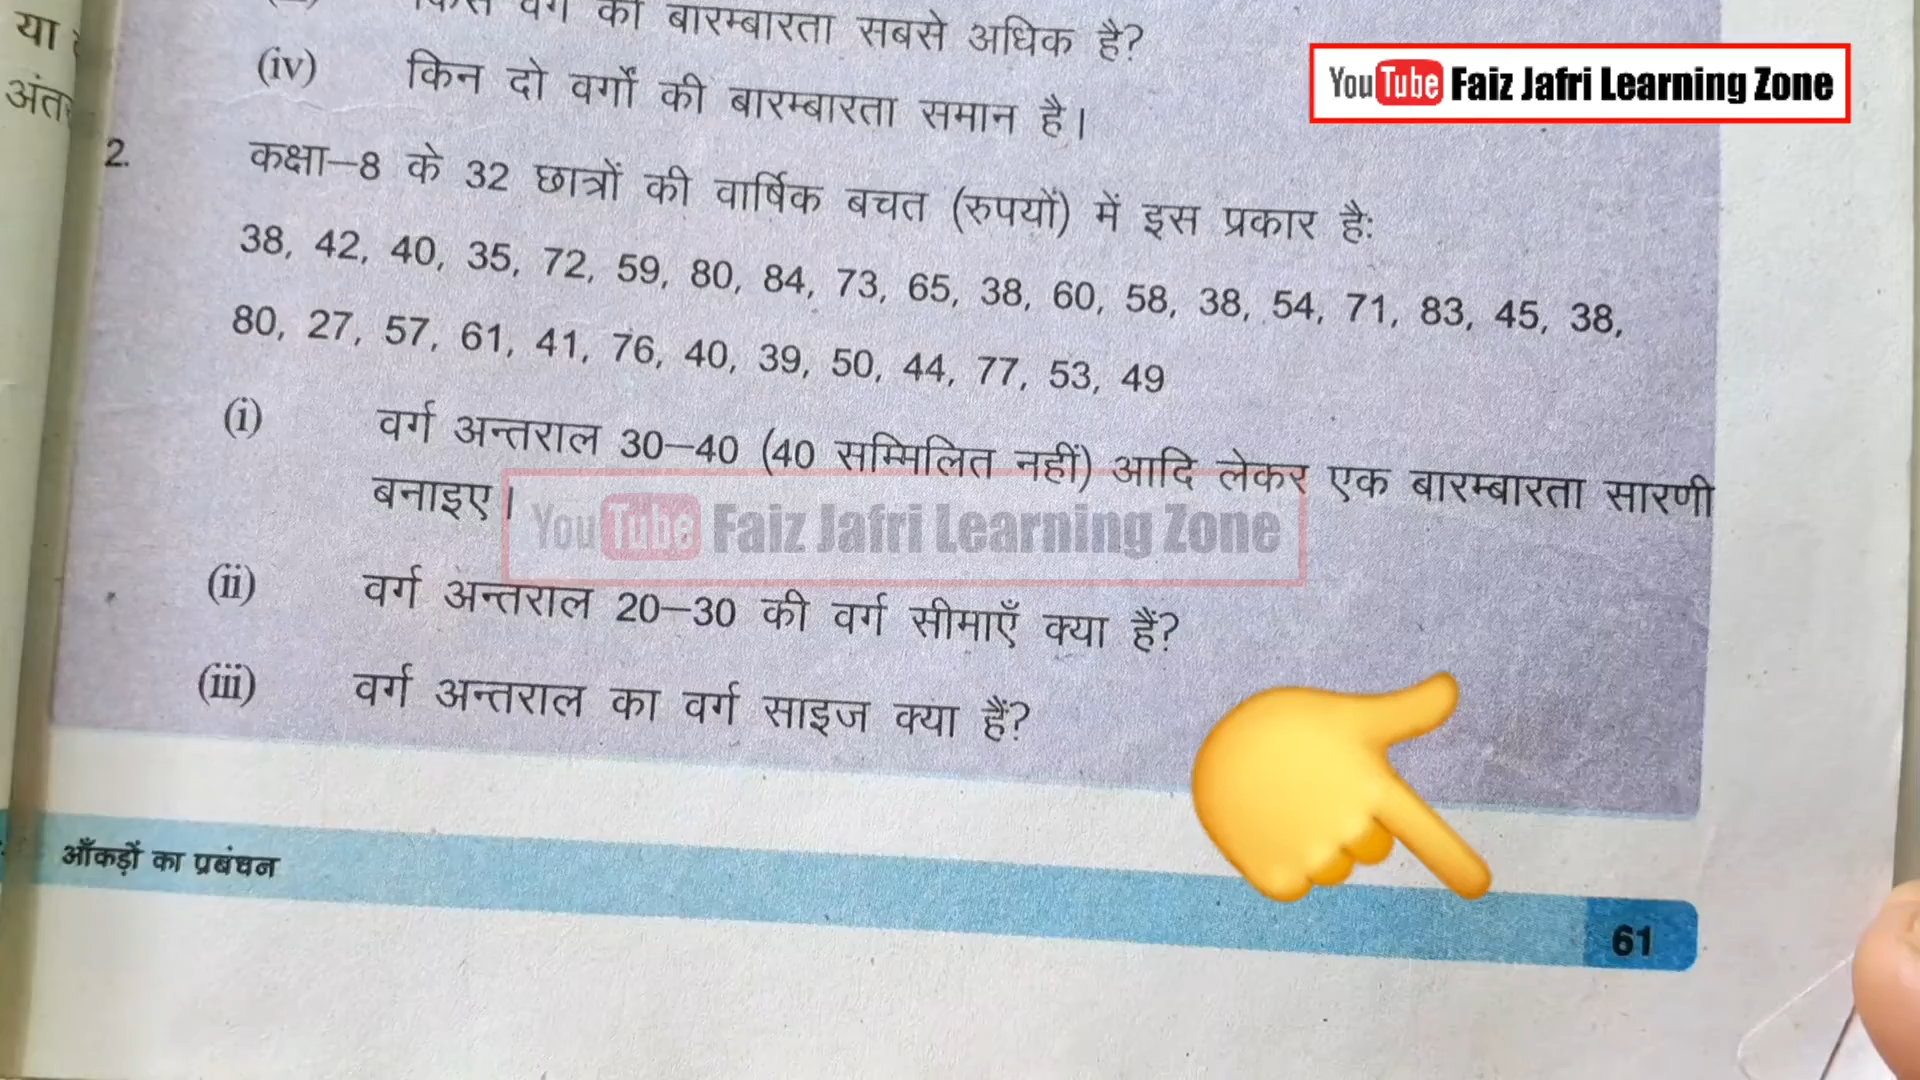 या
अंत
वर्ग की बारम्बारता सबसे अधिक है?
(iv) किन दो वर्गों की बारम्बारता समान है।
YouTube Faiz Jafri Learning Zone
2. कक्षा–8 के 32 छात्रों की वार्षिक बचत (रुपयों) में इस प्रकार है:
38, 42, 40, 35, 72, 59, 80, 84, 73, 65, 38, 60, 58, 38, 54, 71, 83, 45, 38,
80, 27, 57, 61, 41, 76, 40, 39, 50, 44, 77, 53, 49
(i) वर्ग अन्तराल 30–40 (40 सम्मिलित नहीं) आदि लेकर एक बारम्बारता सारणी
बनाइए।
YouTube Faiz Jafri Learning Zone
(ii) वर्ग अन्तराल 20–30 की वर्ग सीमाएँ क्या हैं?
(iii) वर्ग अन्तराल का वर्ग साइज क्या हैं?
आँकड़ों का प्रबंधन
61